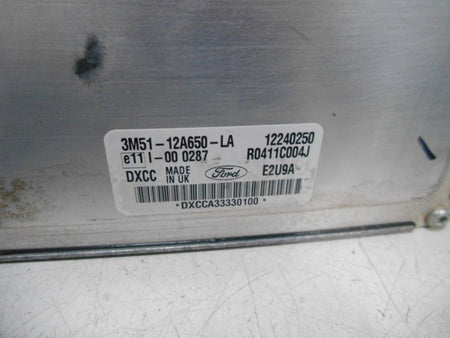 3M51-12A650-LA 12240250
e11 I-00 0287 R0411C004J
DXCC MADE IN UK Ford E2U9A
*DXCCA33330100*